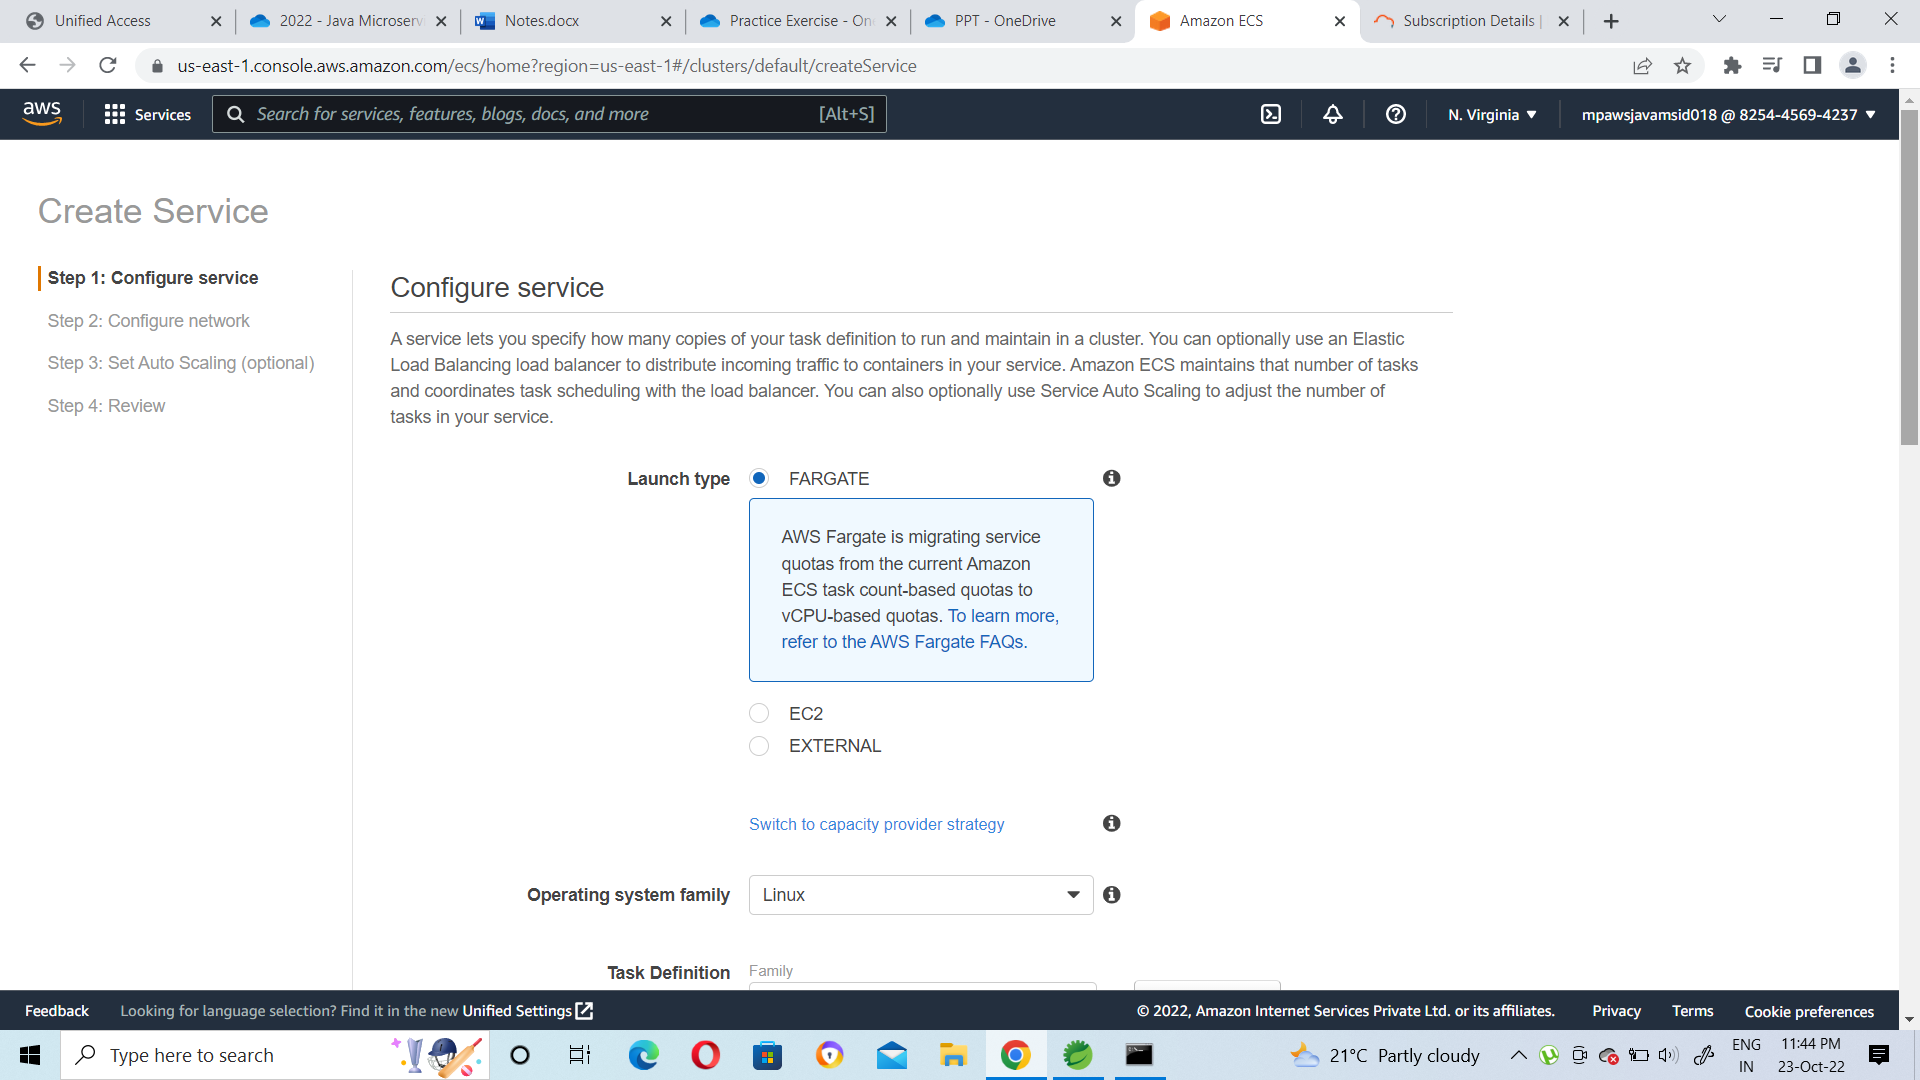 Unified Access
2022 - Java Microserv
Notes.docx
Practice Exercise - On
PPT - OneDrive
Amazon ECS
Subscription Details |
us-east-1.console.aws.amazon.com/ecs/home?region=us-east-1#/clusters/default/createService
aws
Services
Search for services, features, blogs, docs, and more
[Alt+S]
N. Virginia
mpawsjavamsid018 @ 8254-4569-4237
Create Service
Step 1: Configure service
Step 2: Configure network
Step 3: Set Auto Scaling (optional)
Step 4: Review
Configure service
A service lets you specify how many copies of your task definition to run and maintain in a cluster. You can optionally use an Elastic
Load Balancing load balancer to distribute incoming traffic to containers in your service. Amazon ECS maintains that number of tasks
and coordinates task scheduling with the load balancer. You can also optionally use Service Auto Scaling to adjust the number of
tasks in your service.
Launch type
FARGATE
AWS Fargate is migrating service
quotas from the current Amazon
ECS task count-based quotas to
vCPU-based quotas. To learn more,
refer to the AWS Fargate FAQs.
EC2
EXTERNAL
Switch to capacity provider strategy
Operating system family
Linux
Task Definition
Family
Feedback
Looking for language selection? Find it in the new Unified Settings
© 2022, Amazon Internet Services Private Ltd. or its affiliates.
Privacy
Terms
Cookie preferences
Type here to search
21°C Partly cloudy
ENG
IN
11:44 PM
23-Oct-22